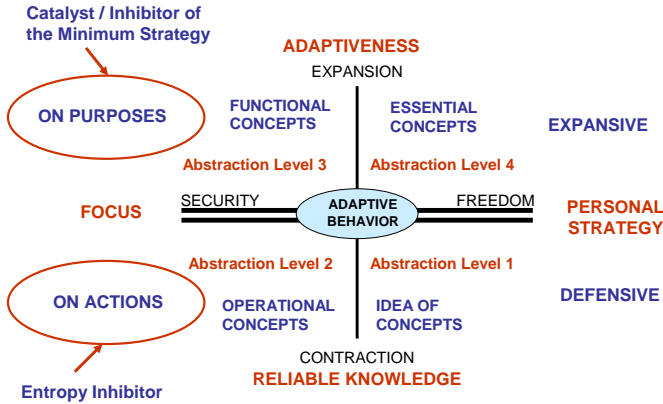 Catalyst / Inhibitor of
the Minimum Strategy
ADAPTIVENESS
EXPANSION
ON PURPOSES
FUNCTIONAL
CONCEPTS
ESSENTIAL
CONCEPTS
EXPANSIVE
Abstraction Level 3
Abstraction Level 4
FOCUS
SECURITY
ADAPTIVE
BEHAVIOR
FREEDOM
PERSONAL
STRATEGY
Abstraction Level 2
Abstraction Level 1
ON ACTIONS
OPERATIONAL
CONCEPTS
IDEA OF
CONCEPTS
DEFENSIVE
CONTRACTION
RELIABLE KNOWLEDGE
Entropy Inhibitor